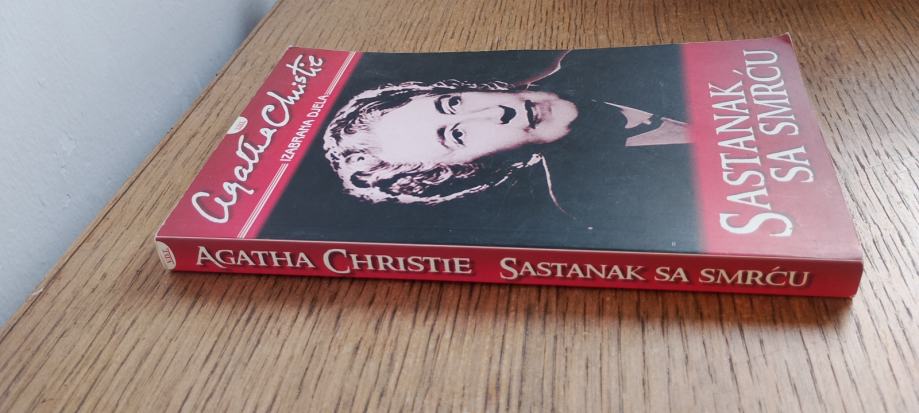 Agatha Christie
IZABRANA DJELA
SASTANAK
SA SMRĆU
AGATHA CHRISTIE SASTANAK SA SMRĆU